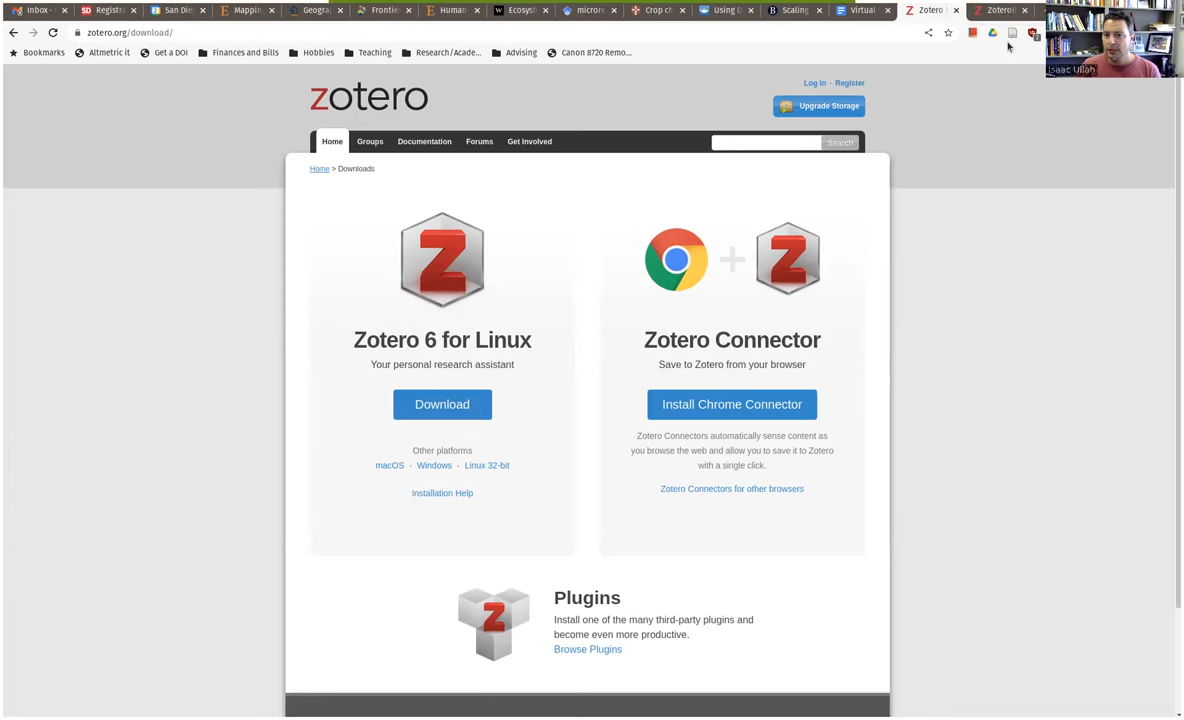 Inbox -
Registra
San Die
Mapping
Geograp
Frontie
Human
Ecosyst
micror
Crop ch
Using D
Scaling
Virtual
Zotero
Zotero
zotero.org/download/
Bookmarks
Altmetric it
Get a DOI
Finances and Bills
Hobbies
Teaching
Research/Acade...
Advising
Canon 8720 Remo...
Isaac Ullah
zotero
Log In · Register
Upgrade Storage
Home Groups Documentation Forums Get Involved
Search
Home > Downloads
Zotero 6 for Linux
Your personal research assistant
Download
Other platforms
macOS · Windows · Linux 32-bit
Installation Help
Zotero Connector
Save to Zotero from your browser
Install Chrome Connector
Zotero Connectors automatically sense content as
you browse the web and allow you to save it to Zotero
with a single click.
Zotero Connectors for other browsers
Plugins
Install one of the many third-party plugins and
become even more productive.
Browse Plugins